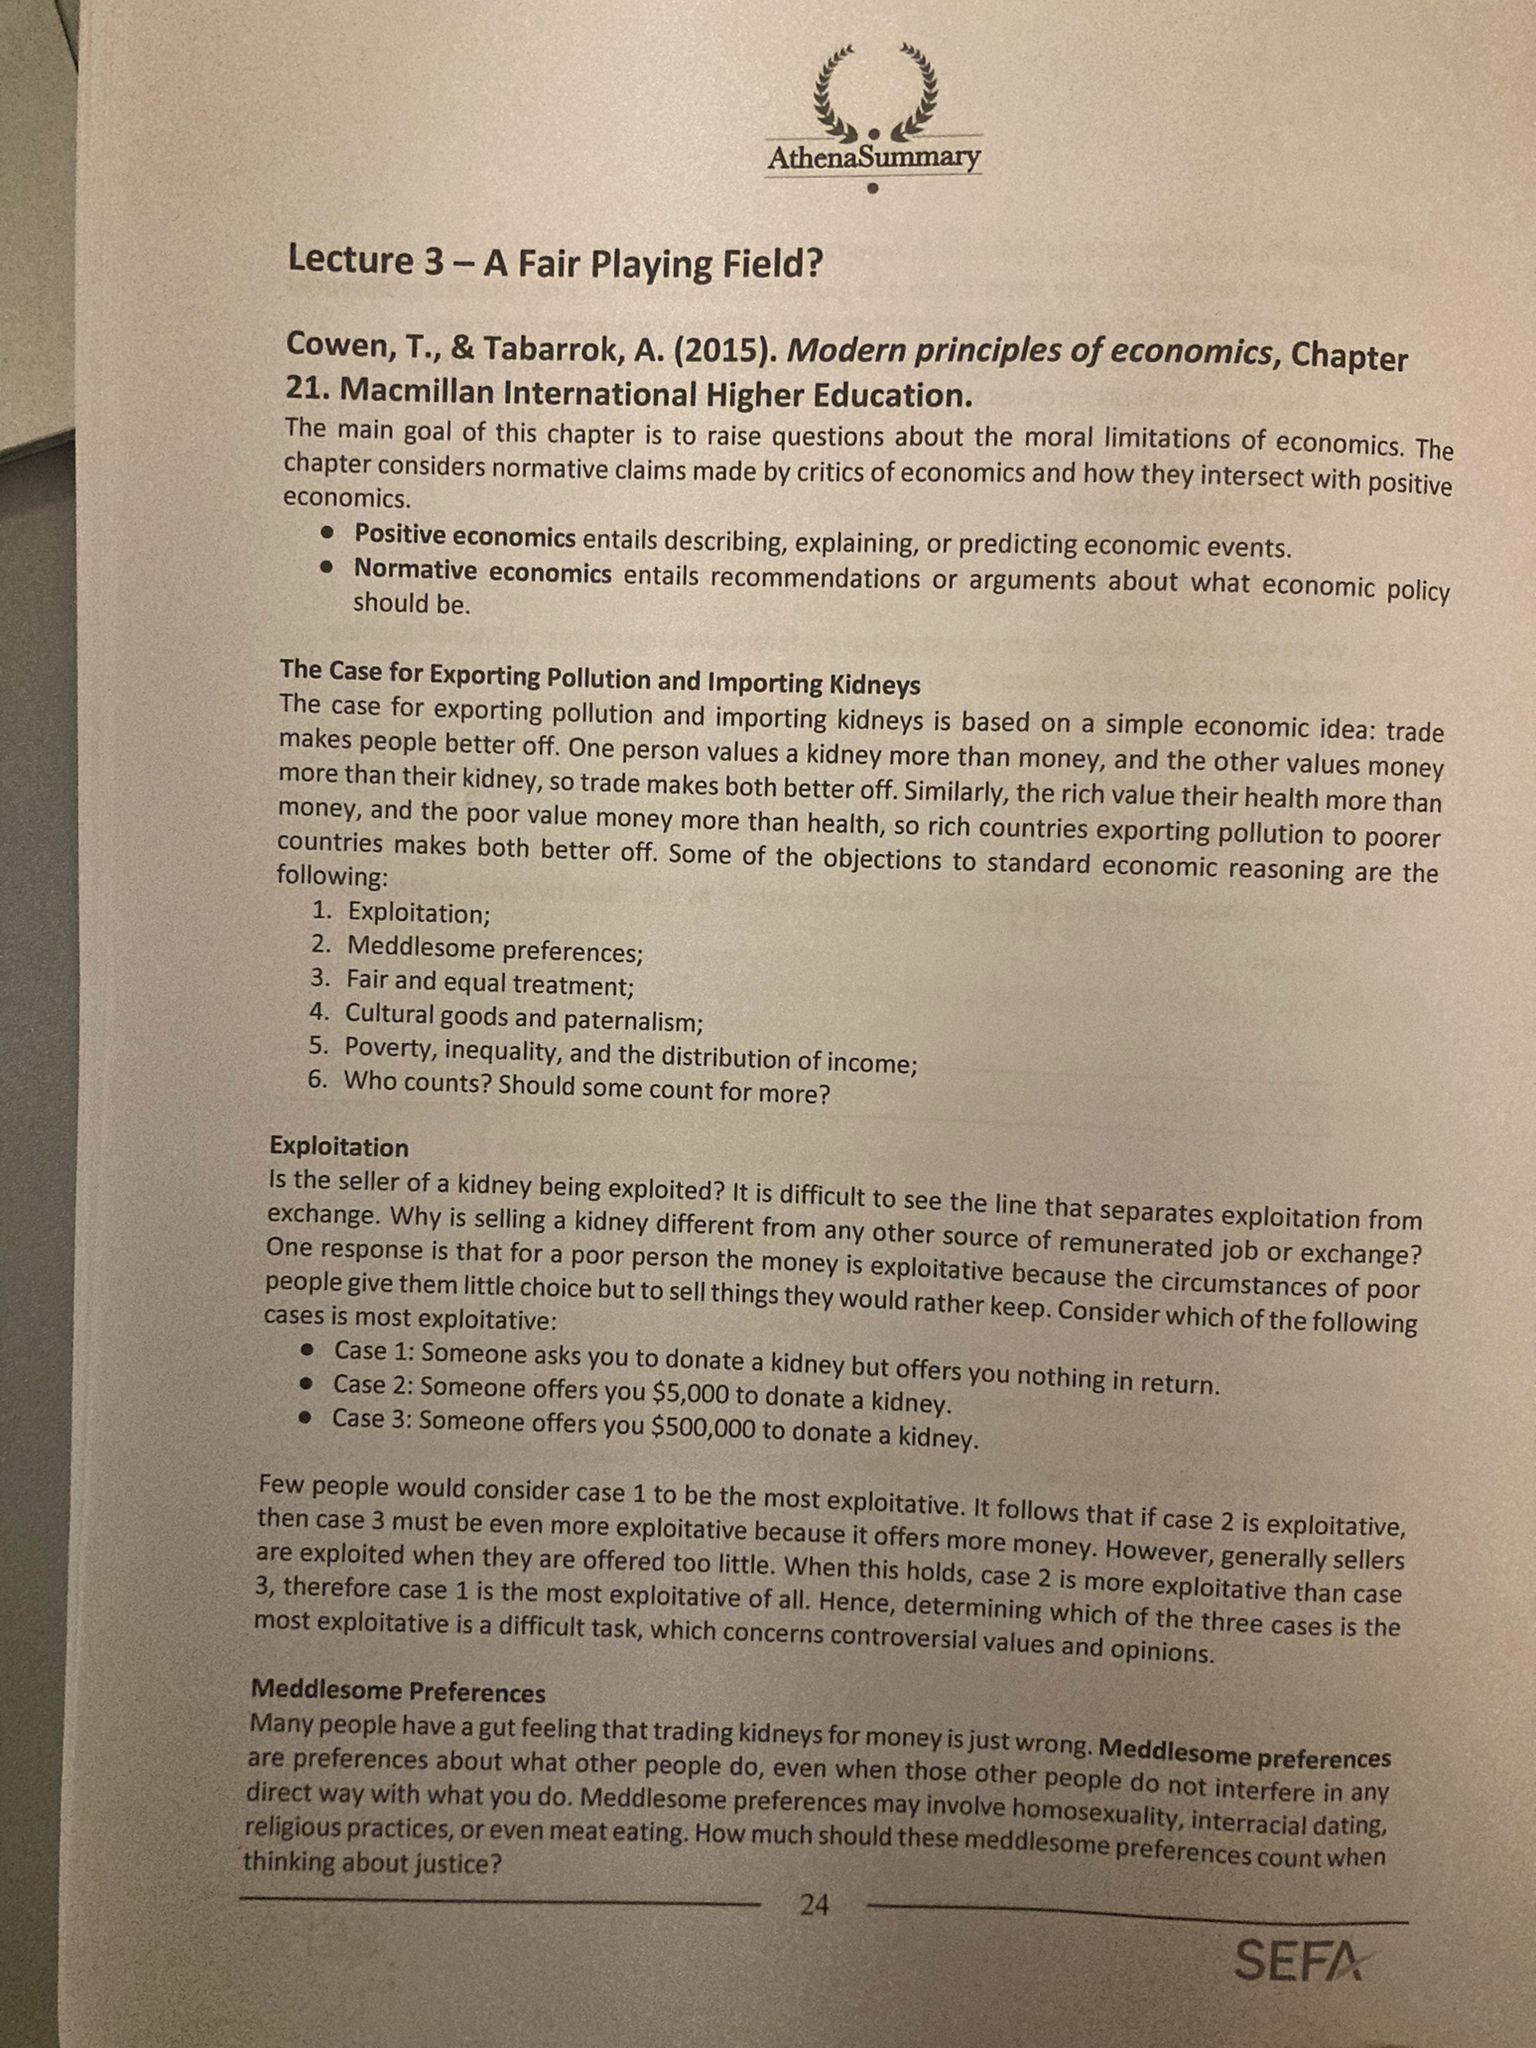 AthenaSummary
Lecture 3 – A Fair Playing Field?
Cowen, T., & Tabarrok, A. (2015). Modern principles of economics, Chapter
21. Macmillan International Higher Education.
The main goal of this chapter is to raise questions about the moral limitations of economics. The
chapter considers normative claims made by critics of economics and how they intersect with positive
economics.
● Positive economics entails describing, explaining, or predicting economic events.
● Normative economics entails recommendations or arguments about what economic policy
should be.
The Case for Exporting Pollution and Importing Kidneys
The case for exporting pollution and importing kidneys is based on a simple economic idea: trade
makes people better off. One person values a kidney more than money, and the other values money
more than their kidney, so trade makes both better off. Similarly, the rich value their health more than
money, and the poor value money more than health, so rich countries exporting pollution to poorer
countries makes both better off. Some of the objections to standard economic reasoning are the
following:
1. Exploitation;
2. Meddlesome preferences;
3. Fair and equal treatment;
4. Cultural goods and paternalism;
5. Poverty, inequality, and the distribution of income;
6. Who counts? Should some count for more?
Exploitation
Is the seller of a kidney being exploited? It is difficult to see the line that separates exploitation from
exchange. Why is selling a kidney different from any other source of remunerated job or exchange?
One response is that for a poor person the money is exploitative because the circumstances of poor
people give them little choice but to sell things they would rather keep. Consider which of the following
cases is most exploitative:
● Case 1: Someone asks you to donate a kidney but offers you nothing in return.
● Case 2: Someone offers you $5,000 to donate a kidney.
● Case 3: Someone offers you $500,000 to donate a kidney.
Few people would consider case 1 to be the most exploitative. It follows that if case 2 is exploitative,
then case 3 must be even more exploitative because it offers more money. However, generally sellers
are exploited when they are offered too little. When this holds, case 2 is more exploitative than case
3, therefore case 1 is the most exploitative of all. Hence, determining which of the three cases is the
most exploitative is a difficult task, which concerns controversial values and opinions.
Meddlesome Preferences
Many people have a gut feeling that trading kidneys for money is just wrong. Meddlesome preferences
are preferences about what other people do, even when those other people do not interfere in any
direct way with what you do. Meddlesome preferences may involve homosexuality, interracial dating,
religious practices, or even meat eating. How much should these meddlesome preferences count when
thinking about justice?
24
SEFA